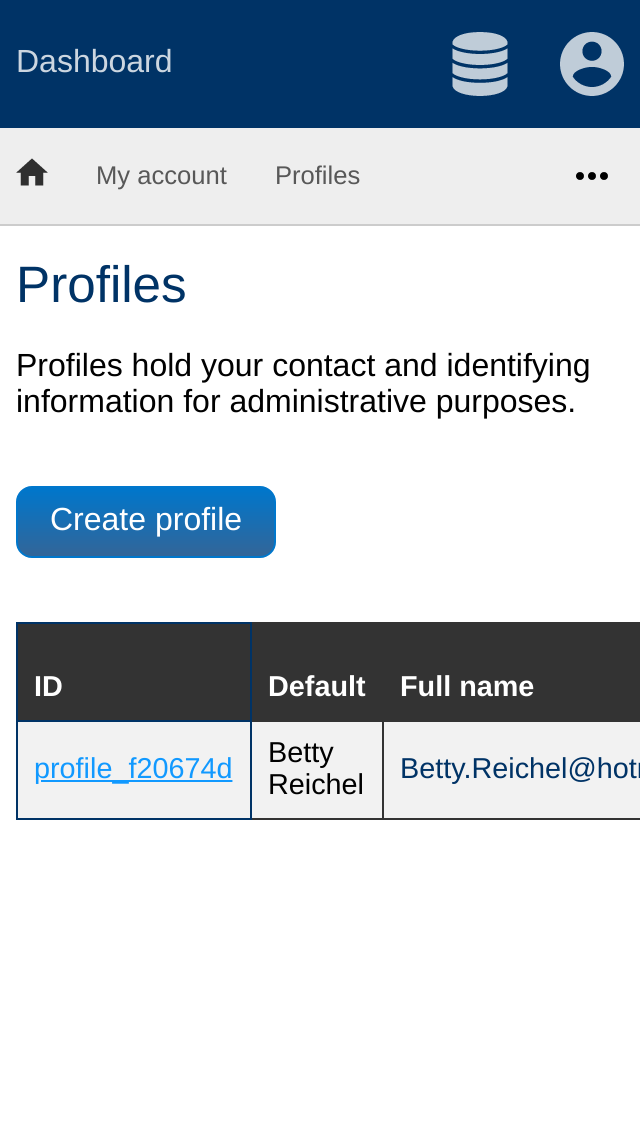 Dashboard
My account Profiles
Profiles
Profiles hold your contact and identifying
information for administrative purposes.
Create profile
ID Default Full name
profile_f20674d Betty Reichel Betty.Reichel@hot